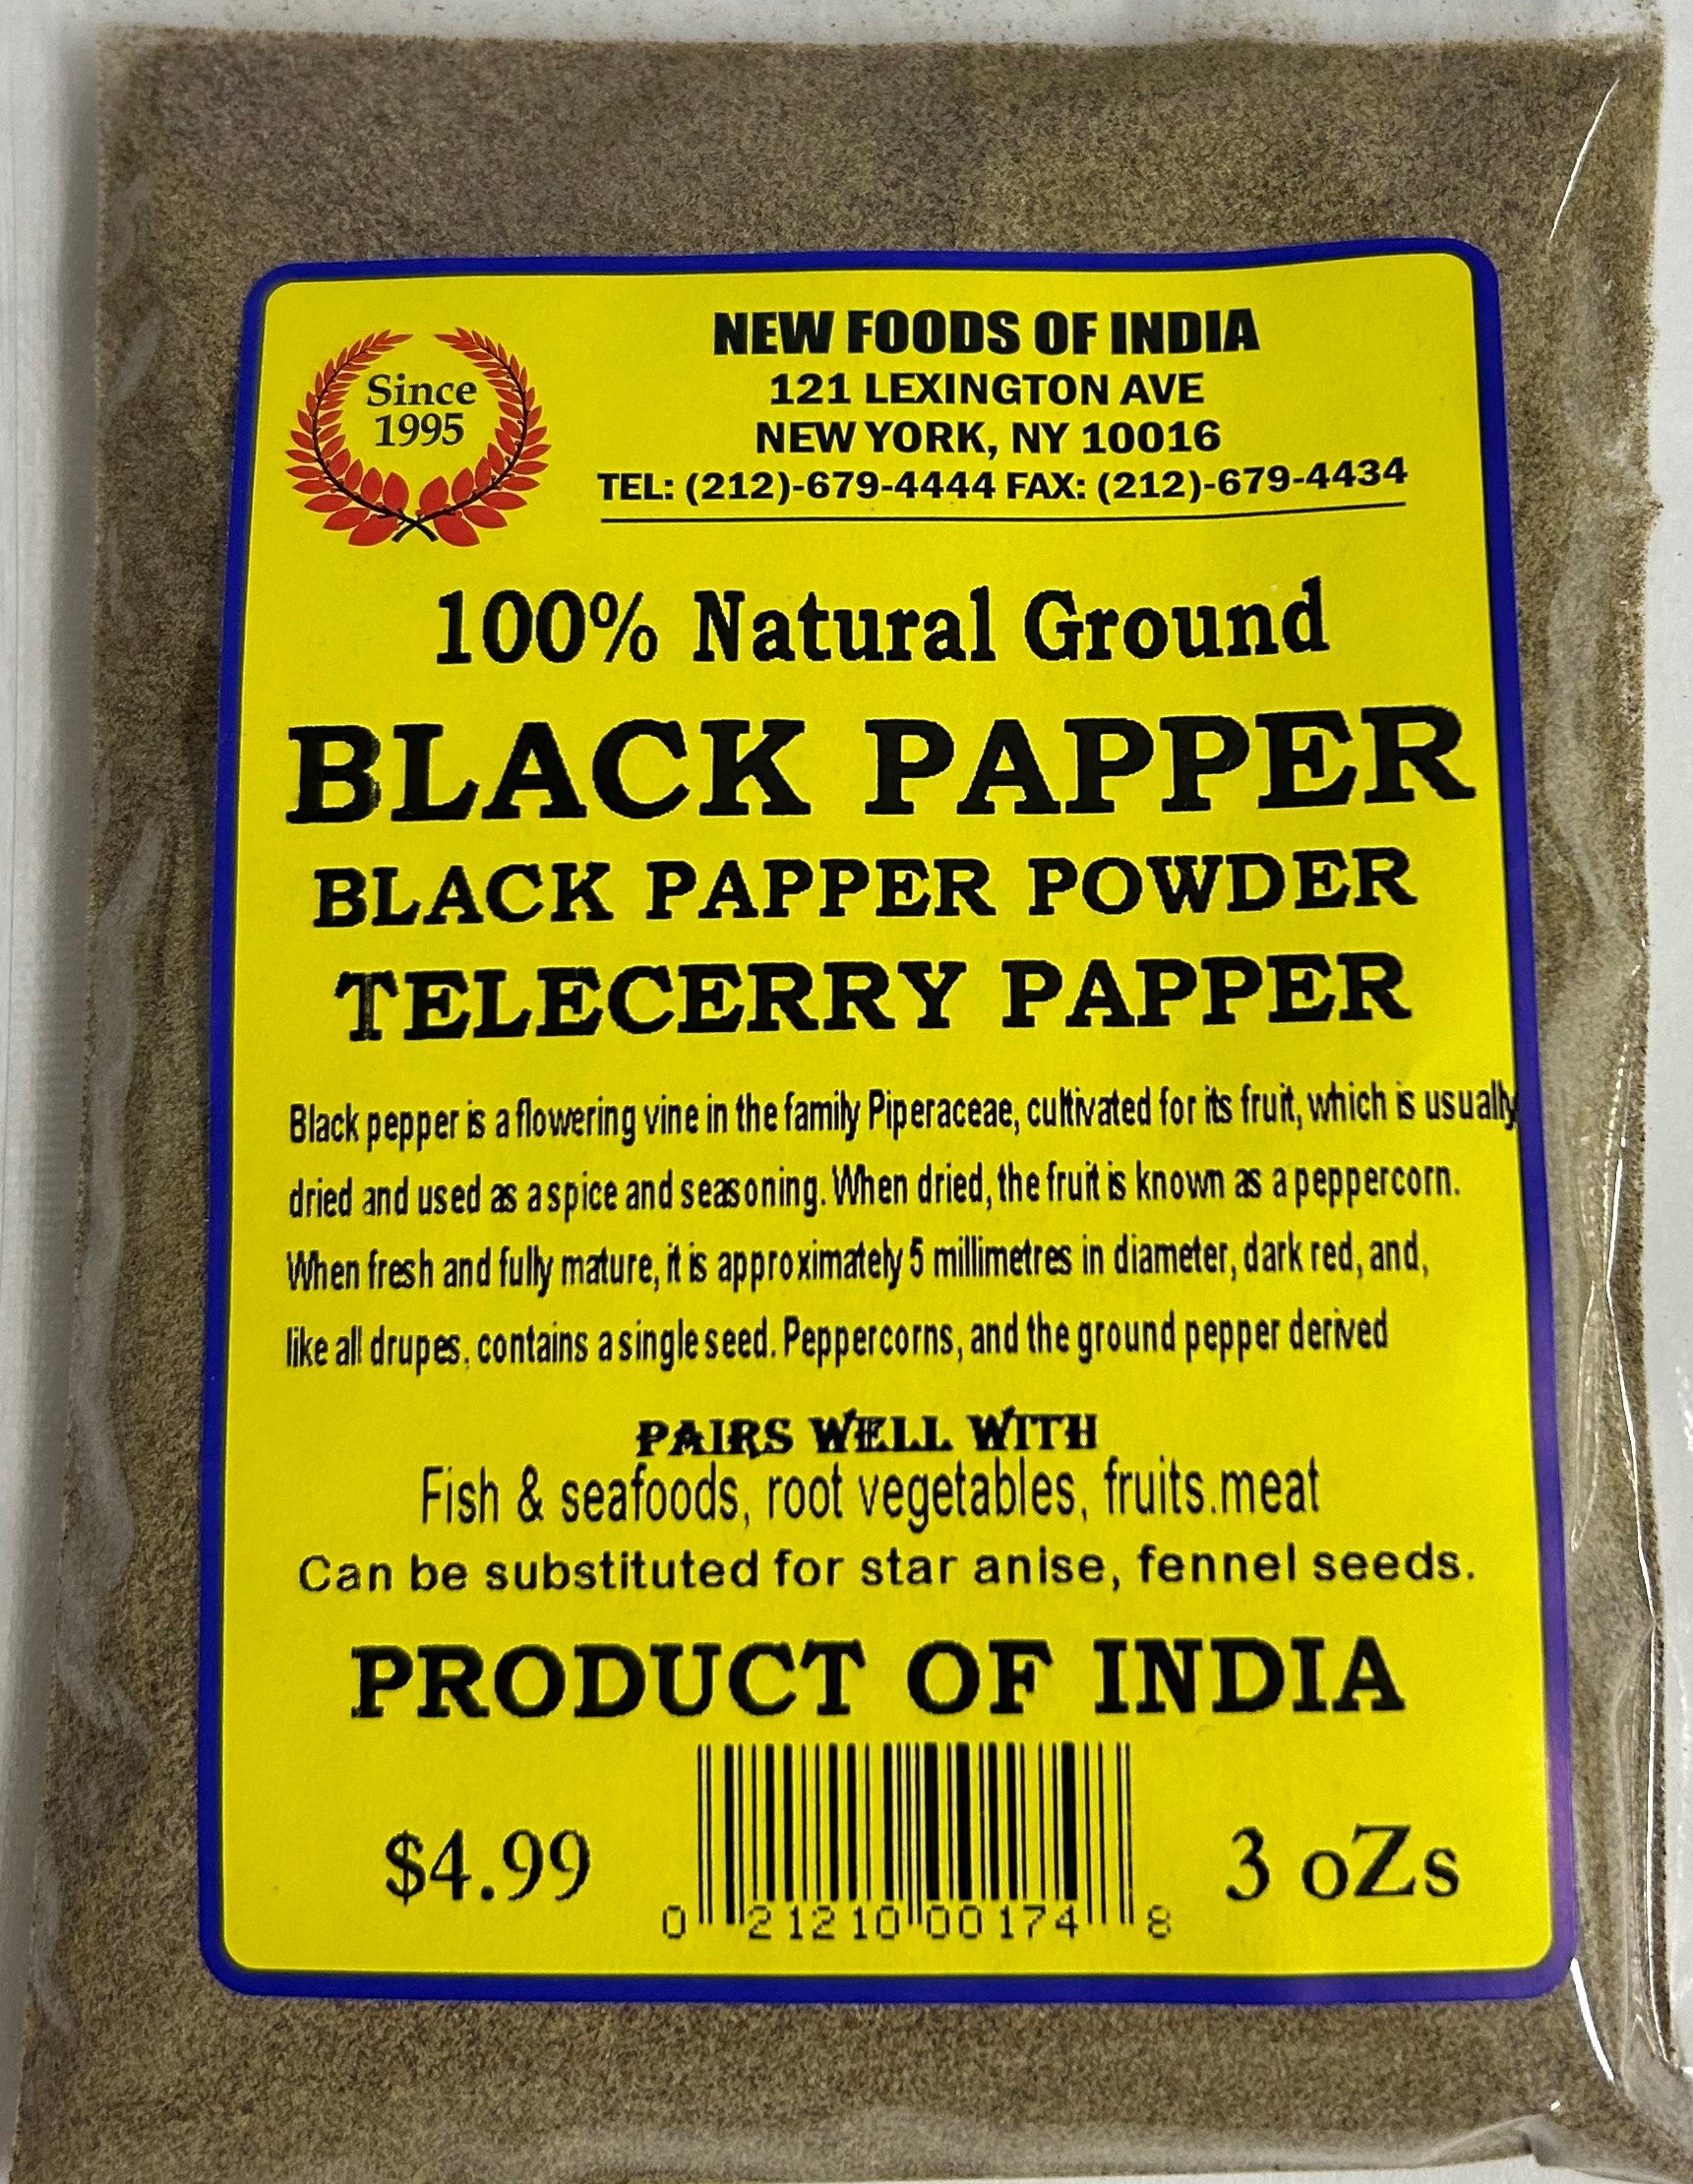 Since
1995
NEW FOODS OF INDIA
121 LEXINGTON AVE
NEW YORK, NY 10016
TEL: (212)-679-4444 FAX: (212)-679-4434
100% Natural Ground
BLACK PAPPER
BLACK PAPPER POWDER
TELECERRY PAPPER
Black pepper is a flowering vine in the family Piperaceae, cultivated for its fruit, which is usually
dried and used as a spice and seasoning. When dried, the fruit is known as a peppercorn.
When fresh and fully mature, it is approximately 5 millimetres in diameter, dark red, and,
like all drupes, contains a single seed. Peppercorns, and the ground pepper derived
PAIRS WELL WITH
Fish & seafoods, root vegetables, fruits.meat
Can be substituted for star anise, fennel seeds.
PRODUCT OF INDIA
$4.99
3 oZs
0 21210 00174 8